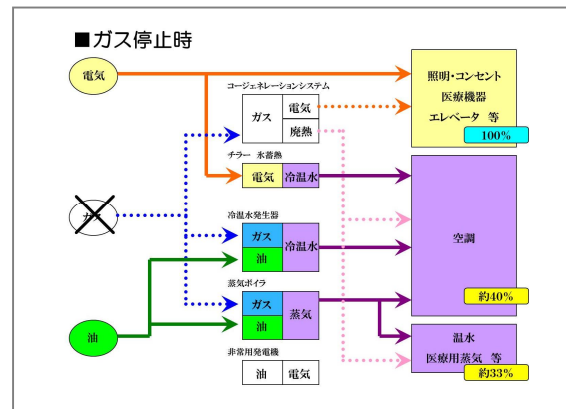 ■ガス停止時
電気
照明・コンセント
医療機器
エレベータ 等
100%
コージェネレーションシステム
ガス
電気
廃熱
チラー 氷蓄熱
電気
冷温水
ガス
冷温水発生器
ガス
油
冷温水
空調
約40%
蒸気ボイラ
ガス
油
蒸気
油
温水
医療用蒸気 等
約33%
非常用発電機
油
電気